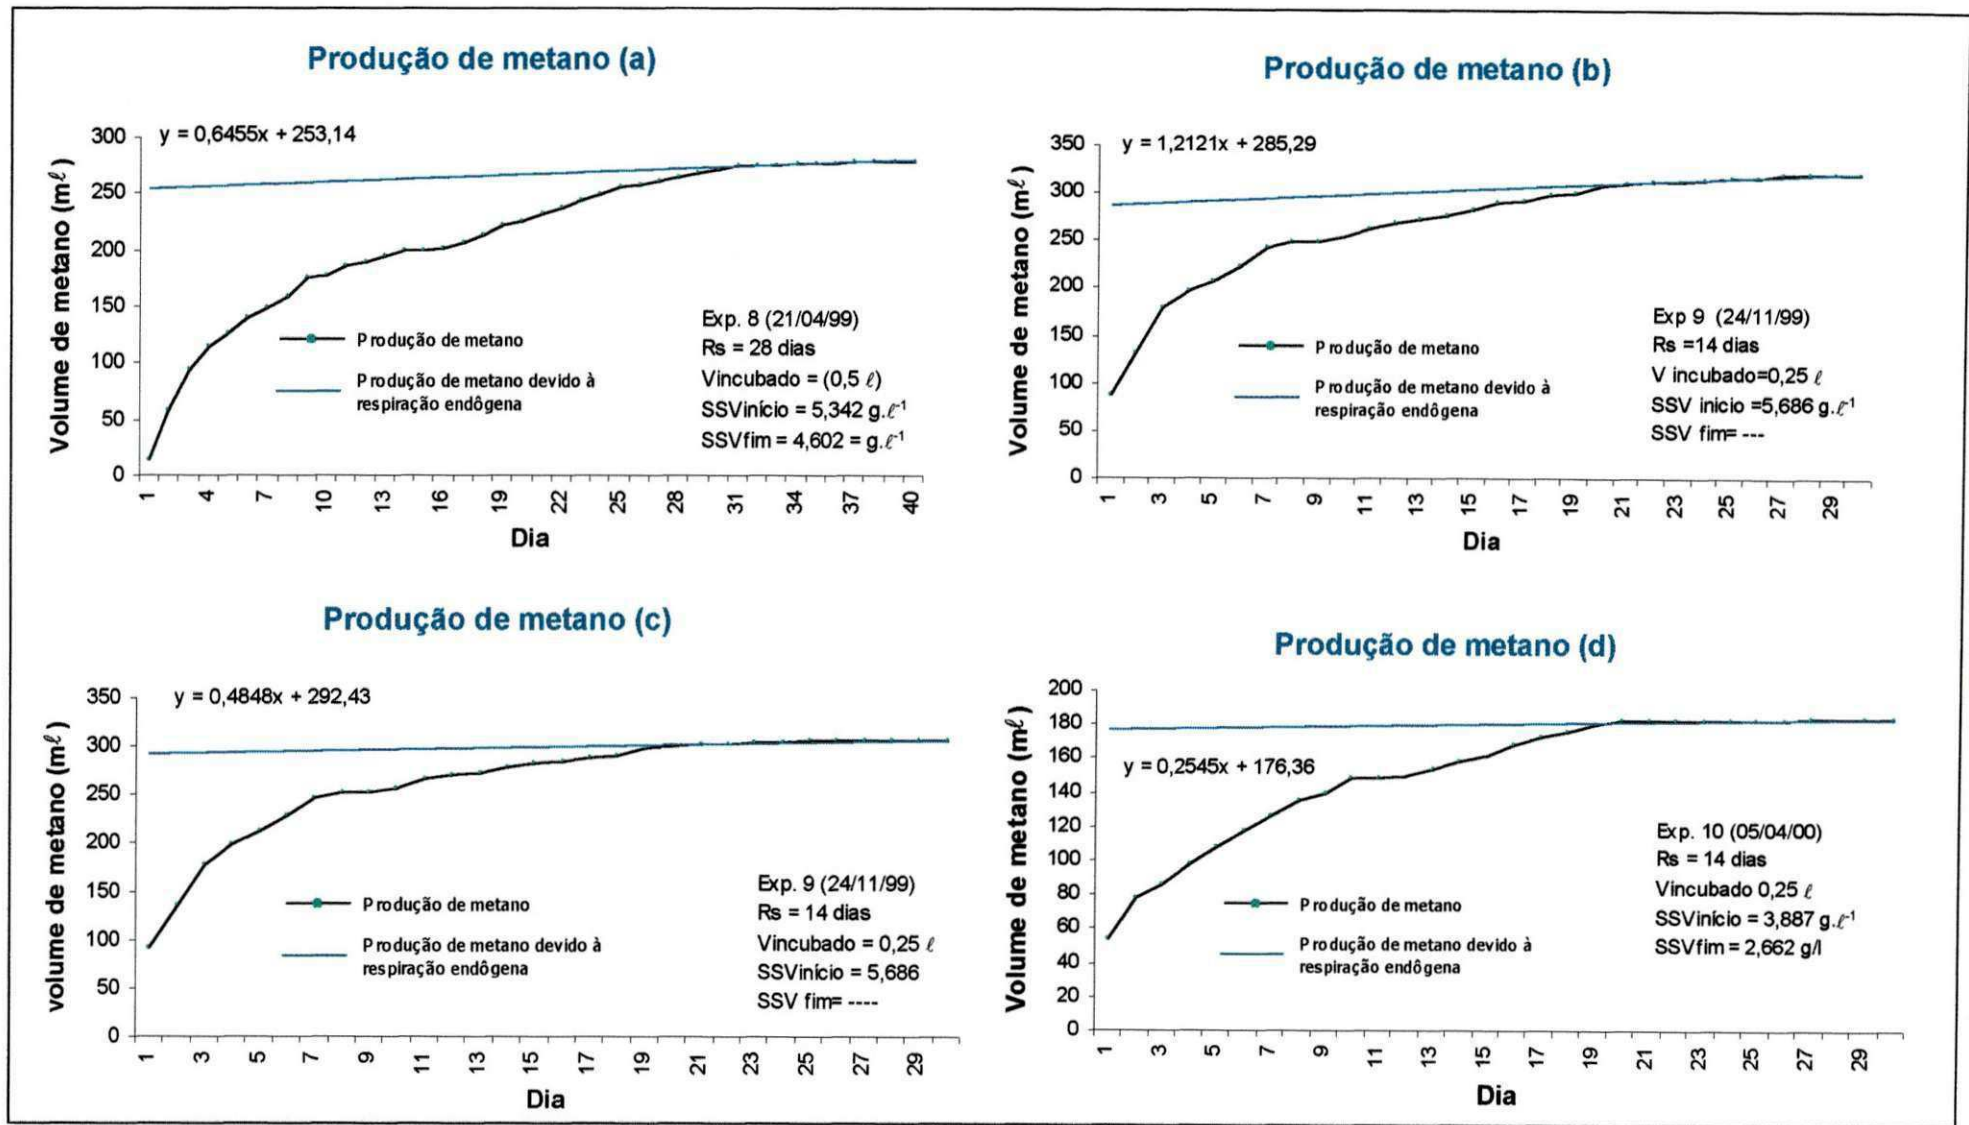 Produção de metano (a)
y = 0,6455x + 253,14
Volume de metano (mℓ)
300
250
200
150
100
50
0
Produção de metano
Produção de metano devido à
respiração endôgena
Exp. 8 (21/04/99)
Rs = 28 dias
Vincubado = (0,5 ℓ)
SSVinício = 5,342 g.ℓ⁻¹
SSVfim = 4,602 = g.ℓ⁻¹
1 4 7 10 13 16 19 22 25 28 31 34 37 40
Dia
Produção de metano (b)
y = 1,2121x + 285,29
Volume de metano (mℓ)
350
300
250
200
150
100
50
0
Produção de metano
Produção de metano devido à
respiração endôgena
Exp 9 (24/11/99)
Rs =14 dias
V incubado=0,25 ℓ
SSV inicio =5,686 g.ℓ⁻¹
SSV fim= ---
1 3 5 7 9 11 13 15 17 19 21 23 25 27 29
Dia
Produção de metano (c)
y = 0,4848x + 292,43
volume de metano (mℓ)
350
300
250
200
150
100
50
0
Produção de metano
Produção de metano devido à
respiração endôgena
Exp. 9 (24/11/99)
Rs = 14 dias
Vincubado = 0,25 ℓ
SSVinício = 5,686
SSV fim= ----
1 3 5 7 9 11 13 15 17 19 21 23 25 27 29
Dia
Produção de metano (d)
Volume de metano (mℓ)
200
180
160
140
120
100
80
60
40
20
0
y = 0,2545x + 176,36
Produção de metano
Produção de metano devido à
respiração endôgena
Exp. 10 (05/04/00)
Rs = 14 dias
Vincubado 0,25 ℓ
SSVinício = 3,887 g.ℓ⁻¹
SSVfim = 2,662 g/l
1 3 5 7 9 11 13 15 17 19 21 23 25 27 29
Dia